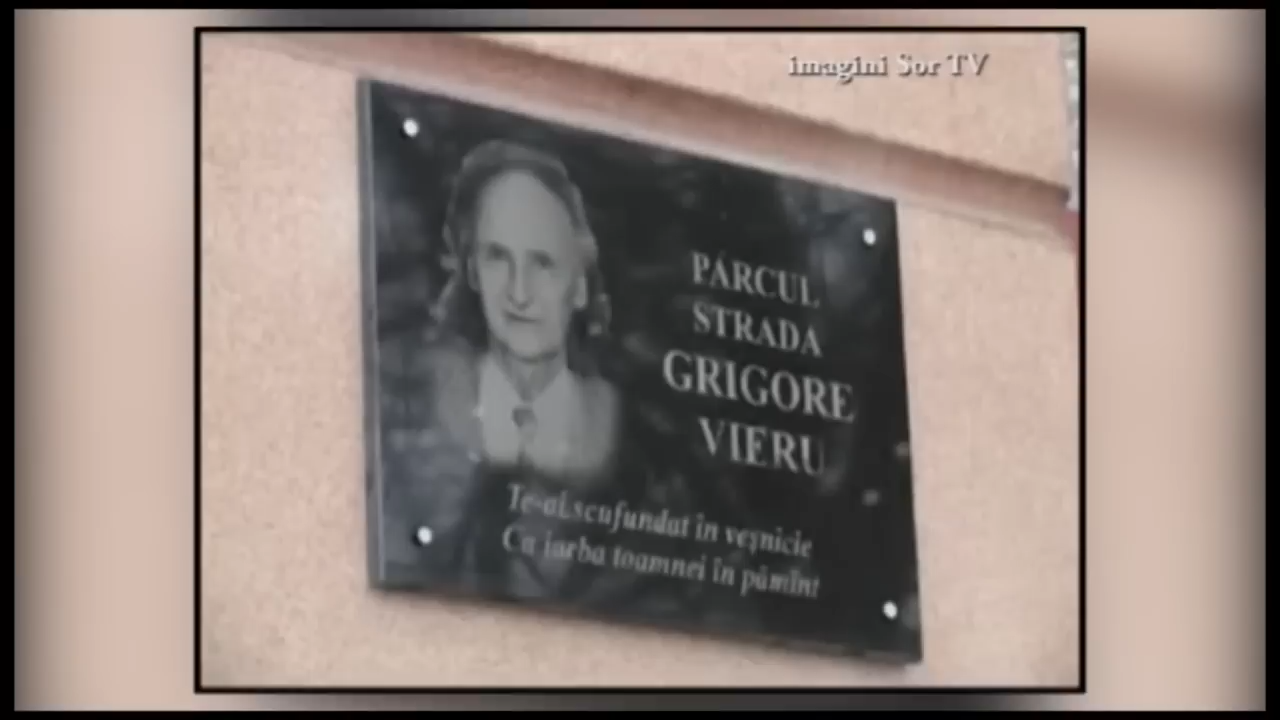 imagini Sor TV
PARCUL
STRADA
GRIGORE
VIERU
Te-ai scufundat în veşnicie
Ca iarba toamnei în pămînt